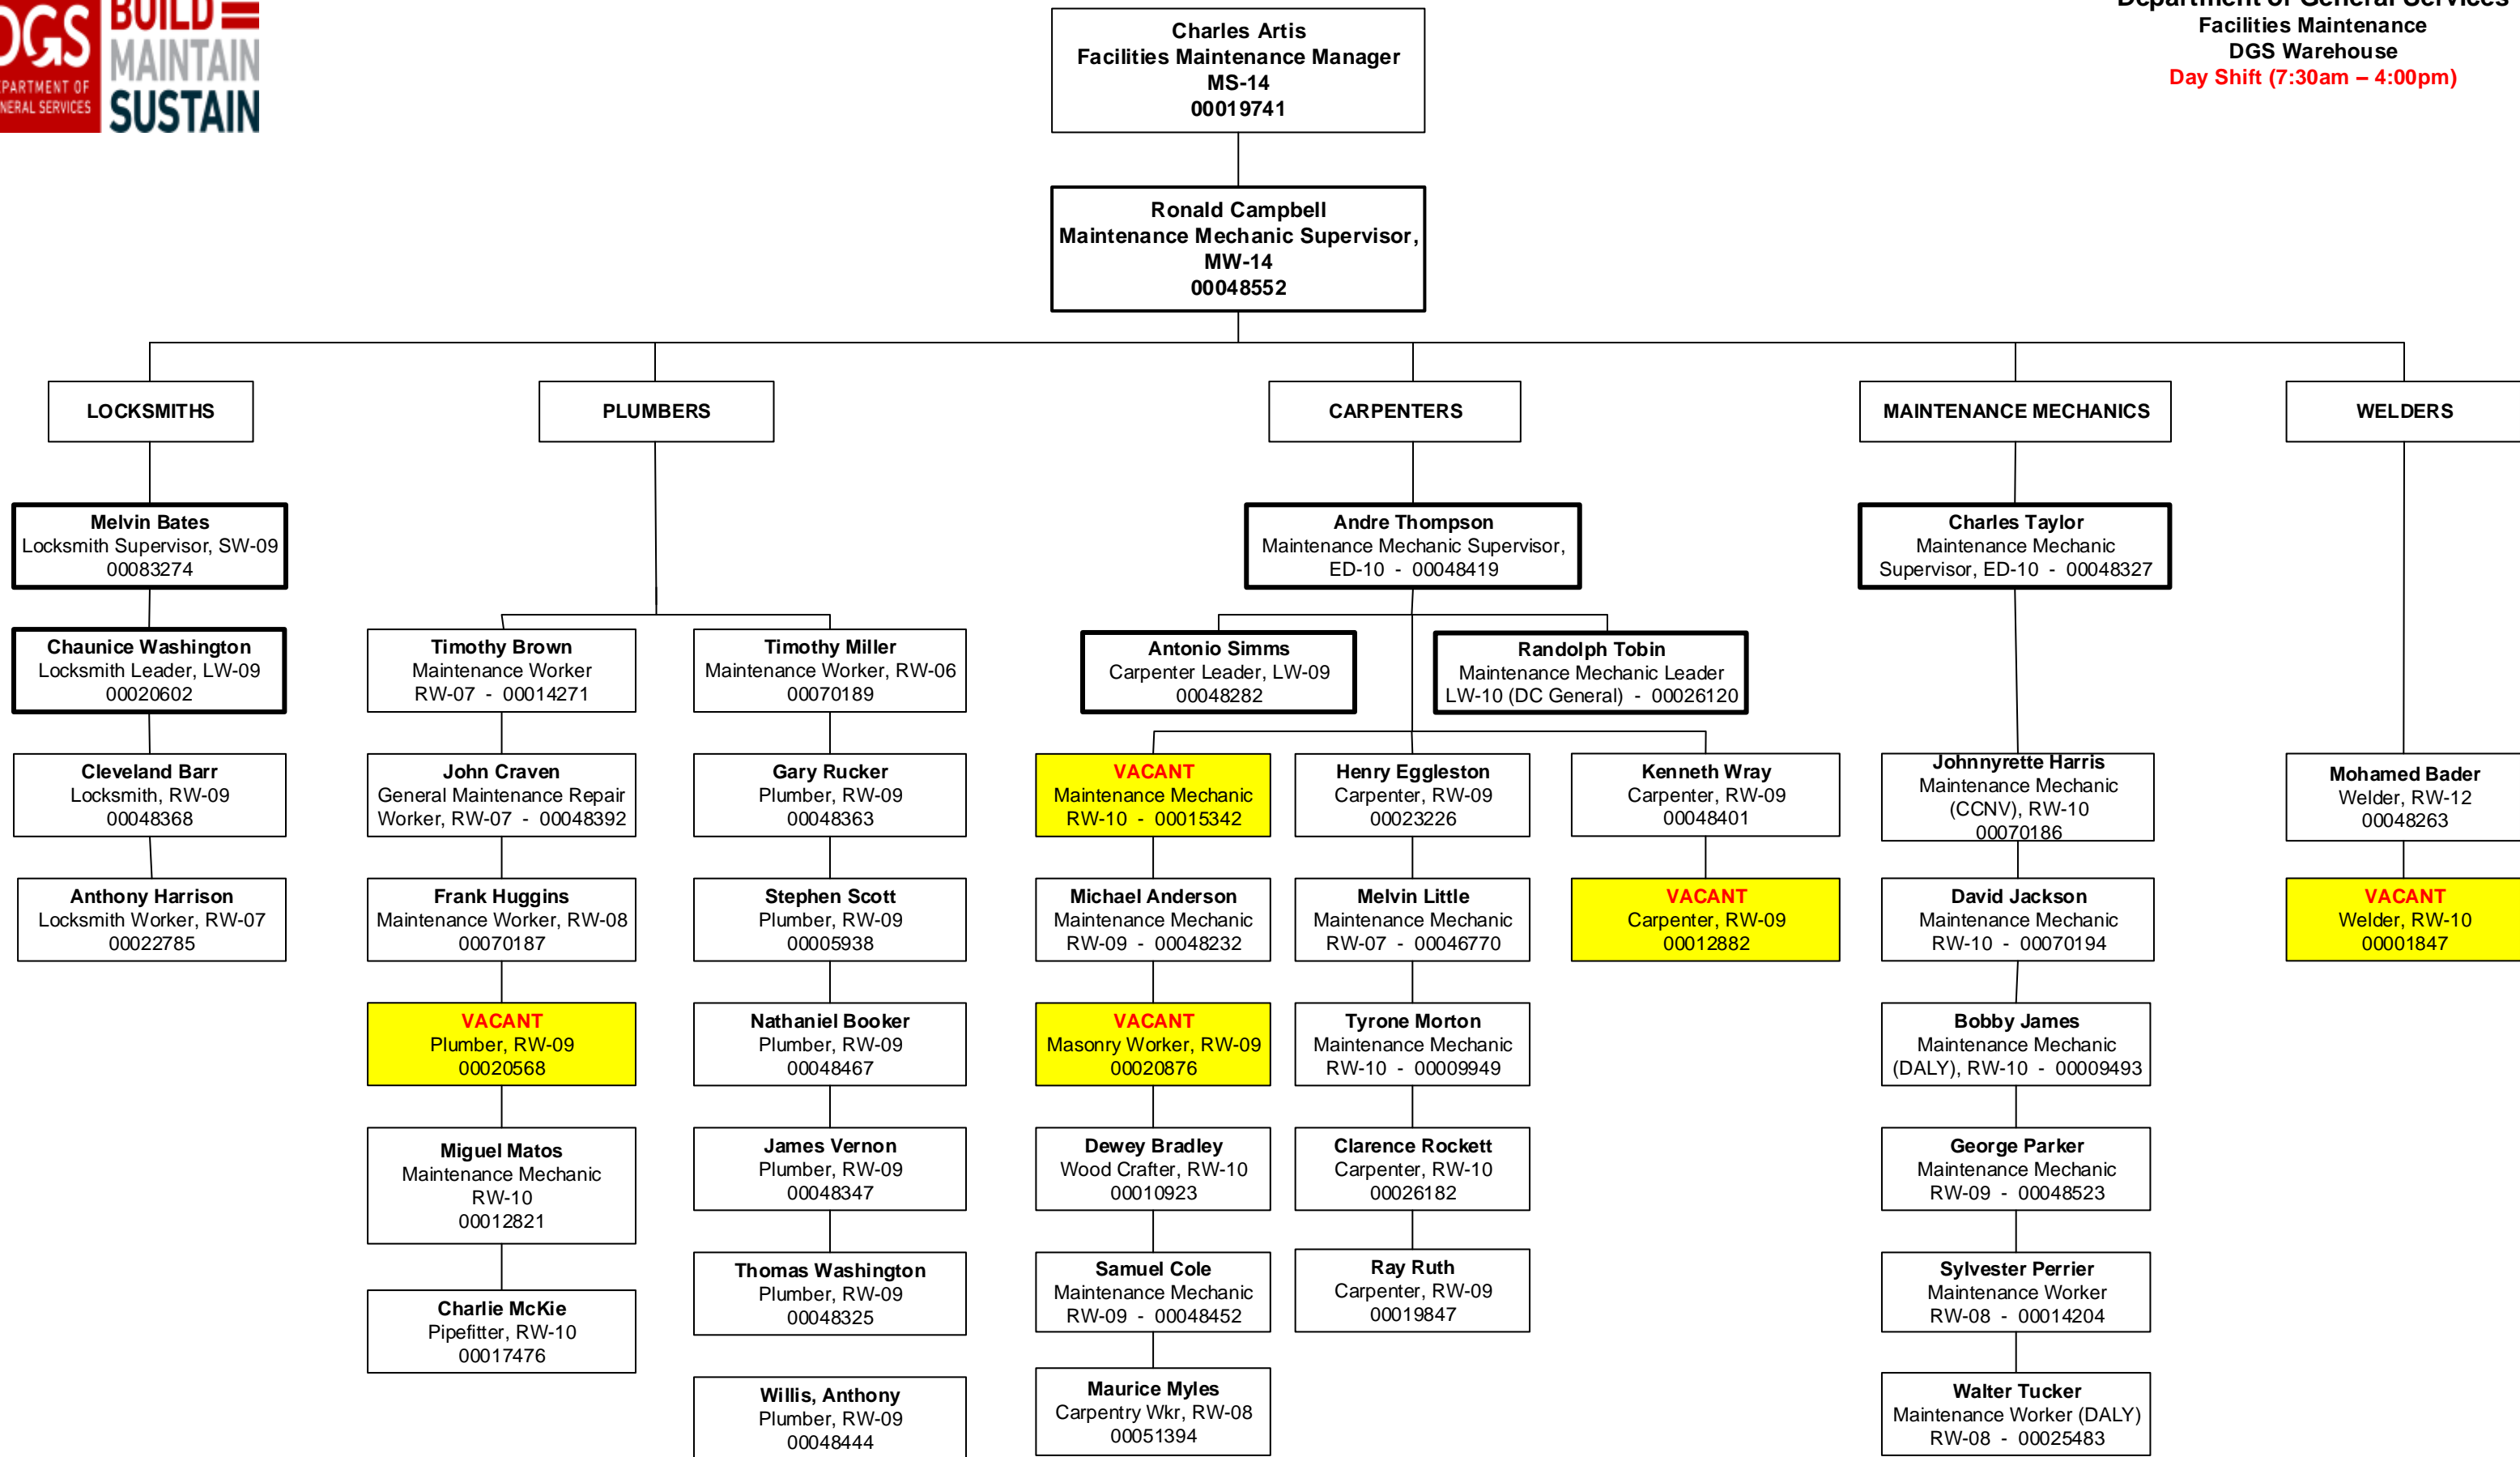 DGS
DEPARTMENT OF
GENERAL SERVICES
BUILD
MAINTAIN
SUSTAIN
Department of General Services
Facilities Maintenance
DGS Warehouse
Day Shift (7:30am – 4:00pm)
Charles Artis
Facilities Maintenance Manager
MS-14
00019741
Ronald Campbell
Maintenance Mechanic Supervisor,
MW-14
00048552
LOCKSMITHS
PLUMBERS
CARPENTERS
MAINTENANCE MECHANICS
WELDERS
Melvin Bates
Locksmith Supervisor, SW-09
00083274
Chaunice Washington
Locksmith Leader, LW-09
00020602
Cleveland Barr
Locksmith, RW-09
00048368
Anthony Harrison
Locksmith Worker, RW-07
00022785
Timothy Brown
Maintenance Worker
RW-07 - 00014271
John Craven
General Maintenance Repair
Worker, RW-07 - 00048392
Frank Huggins
Maintenance Worker, RW-08
00070187
VACANT
Plumber, RW-09
00020568
Miguel Matos
Maintenance Mechanic
RW-10
00012821
Charlie McKie
Pipefitter, RW-10
00017476
Timothy Miller
Maintenance Worker, RW-06
00070189
Gary Rucker
Plumber, RW-09
00048363
Stephen Scott
Plumber, RW-09
00005938
Nathaniel Booker
Plumber, RW-09
00048467
James Vernon
Plumber, RW-09
00048347
Thomas Washington
Plumber, RW-09
00048325
Willis, Anthony
Plumber, RW-09
00048444
Andre Thompson
Maintenance Mechanic Supervisor,
ED-10 - 00048419
Antonio Simms
Carpenter Leader, LW-09
00048282
Randolph Tobin
Maintenance Mechanic Leader
LW-10 (DC General) - 00026120
VACANT
Maintenance Mechanic
RW-10 - 00015342
Michael Anderson
Maintenance Mechanic
RW-09 - 00048232
VACANT
Masonry Worker, RW-09
00020876
Dewey Bradley
Wood Crafter, RW-10
00010923
Samuel Cole
Maintenance Mechanic
RW-09 - 00048452
Maurice Myles
Carpentry Wkr, RW-08
00051394
Henry Eggleston
Carpenter, RW-09
00023226
Melvin Little
Maintenance Mechanic
RW-07 - 00046770
Tyrone Morton
Maintenance Mechanic
RW-10 - 00009949
Clarence Rockett
Carpenter, RW-10
00026182
Ray Ruth
Carpenter, RW-09
00019847
Kenneth Wray
Carpenter, RW-09
00048401
VACANT
Carpenter, RW-09
00012882
Charles Taylor
Maintenance Mechanic
Supervisor, ED-10 - 00048327
Johnnyrette Harris
Maintenance Mechanic
(CCNV), RW-10
00070186
David Jackson
Maintenance Mechanic
RW-10 - 00070194
Bobby James
Maintenance Mechanic
(DALY), RW-10 - 00009493
George Parker
Maintenance Mechanic
RW-09 - 00048523
Sylvester Perrier
Maintenance Worker
RW-08 - 00014204
Walter Tucker
Maintenance Worker (DALY)
RW-08 - 00025483
Mohamed Bader
Welder, RW-12
00048263
VACANT
Welder, RW-10
00001847